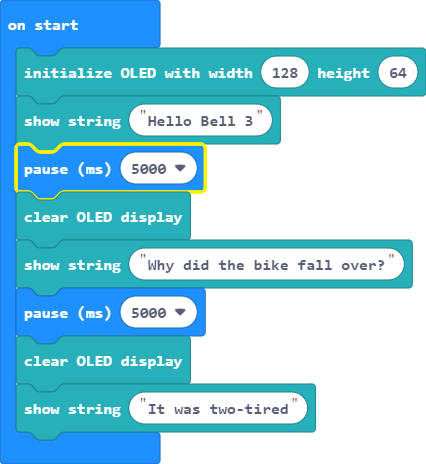 on start
initialize OLED with width 128 height 64
show string "Hello Bell 3"
pause (ms) 5000
clear OLED display
show string "Why did the bike fall over?"
pause (ms) 5000
clear OLED display
show string "It was two-tired"